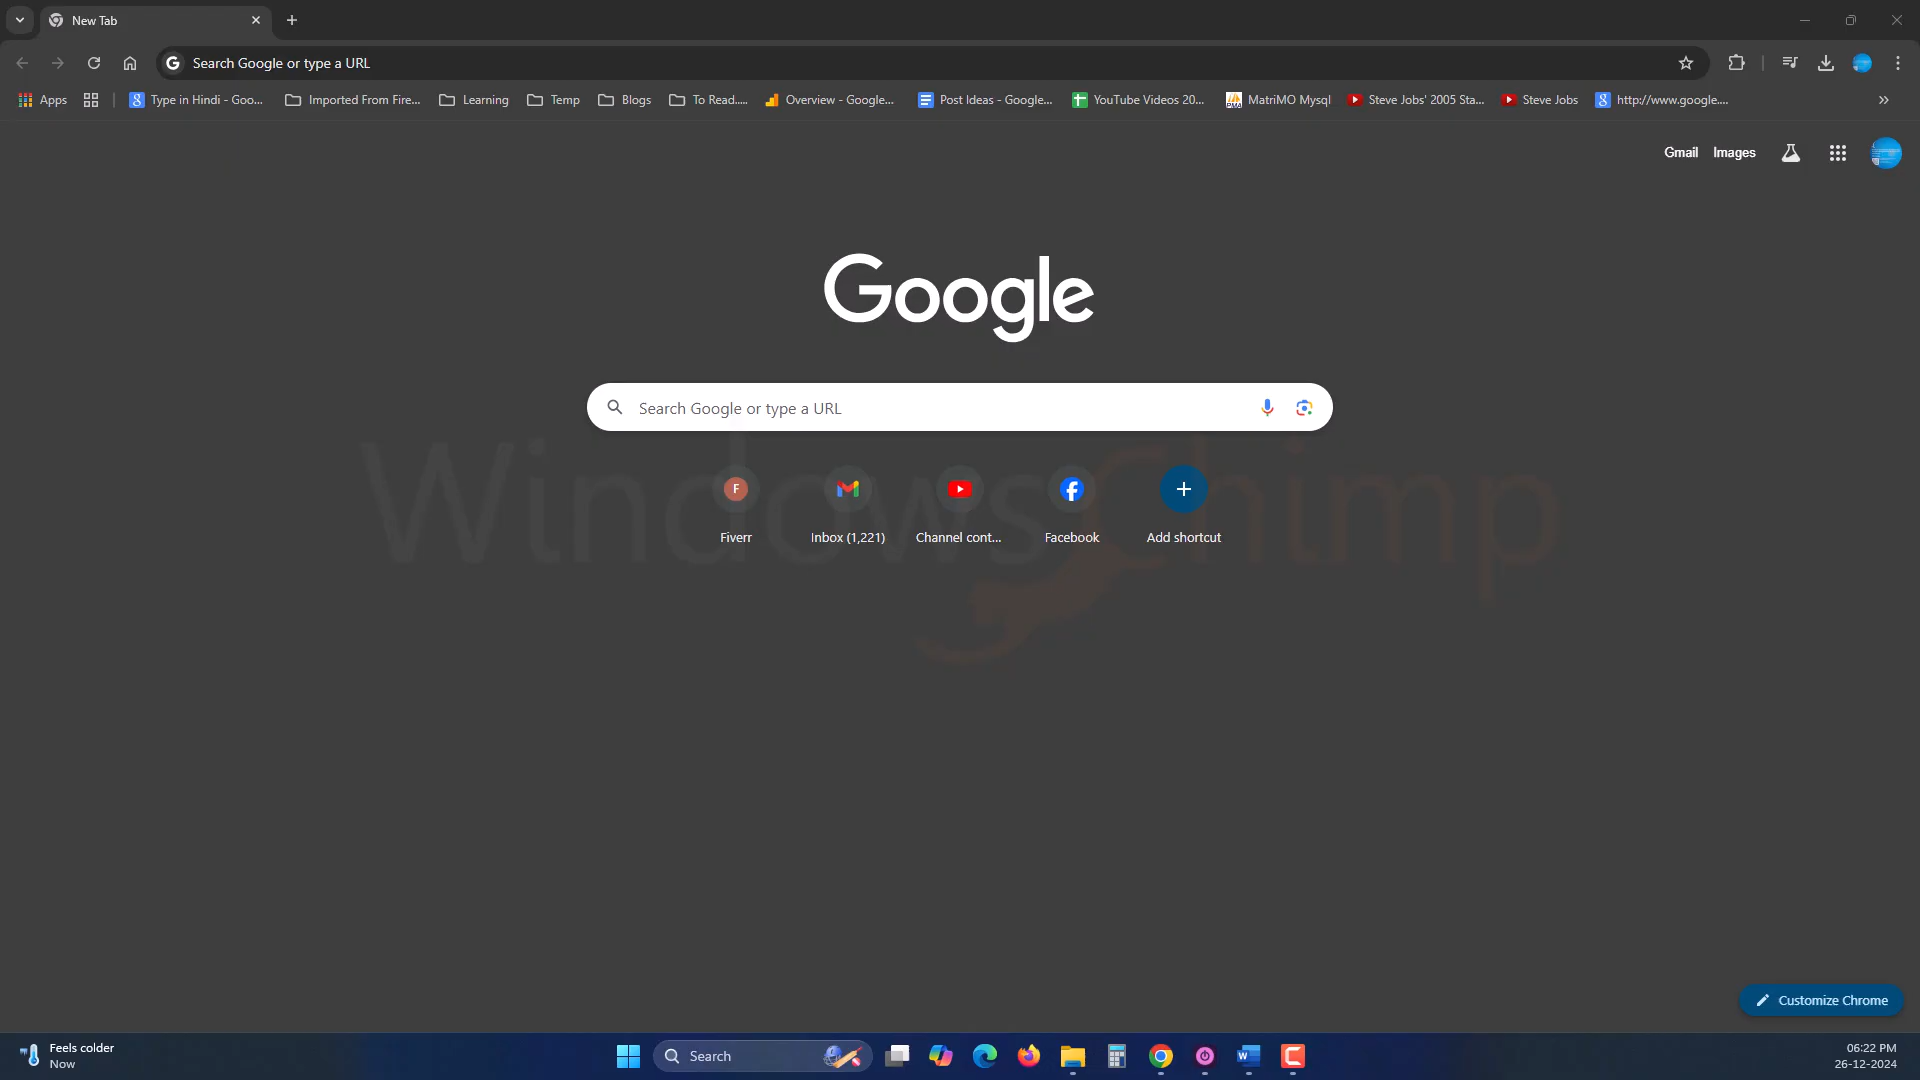 New Tab
Search Google or type a URL
Apps
Type in Hindi - Goo...
Imported From Fire...
Learning
Temp
Blogs
To Read.....
Overview - Google...
Post Ideas - Google...
YouTube Videos 20...
MatriMO Mysql
Steve Jobs' 2005 Sta...
Steve Jobs
http://www.google....
Gmail
Images
Google
Search Google or type a URL
WindowsChimp
F
Fiverr
Inbox (1,221)
Channel cont...
Facebook
Add shortcut
Customize Chrome
Feels colder
Now
Search
06:22 PM
26-12-2024